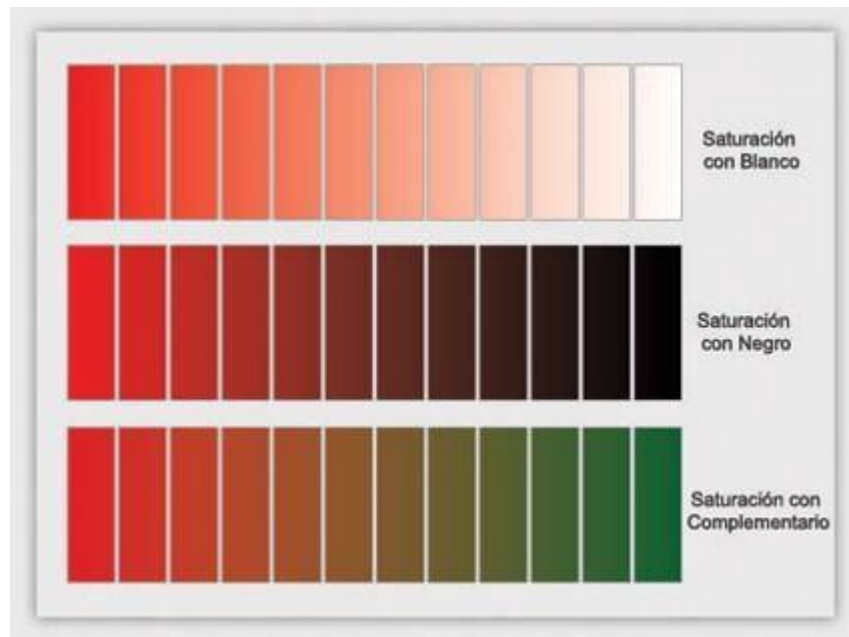 Saturación
con Blanco
Saturación
con Negro
Saturación con
Complementario